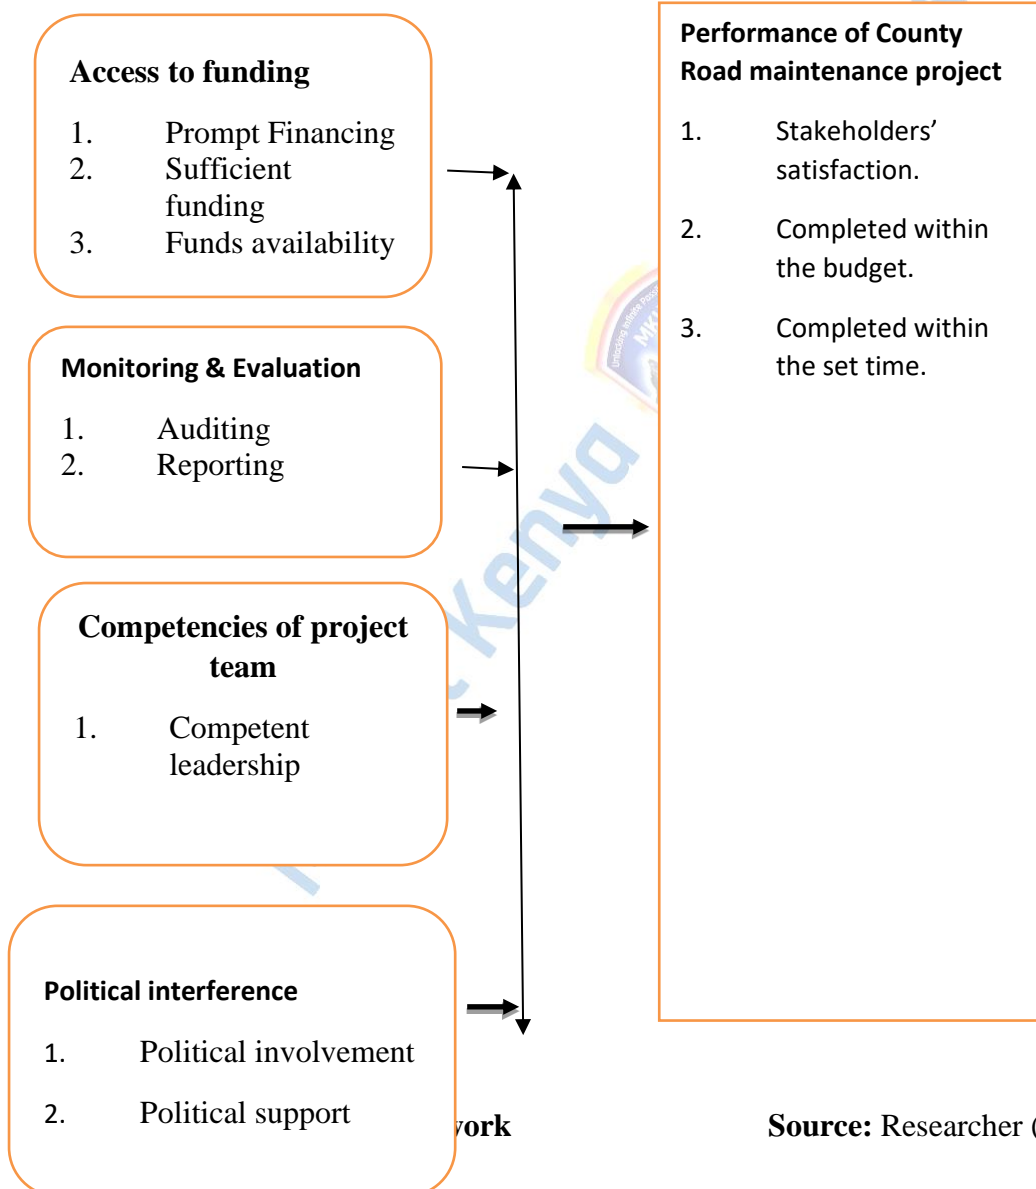 Access to funding
1. Prompt Financing
2. Sufficient
funding
3. Funds availability
Monitoring & Evaluation
1. Auditing
2. Reporting
Competencies of project
team
1. Competent
leadership
Political interference
1. Political involvement
2. Political support
Performance of County
Road maintenance project
1. Stakeholders’
satisfaction.
2. Completed within
the budget.
3. Completed within
the set time.
Kenya
work
Source: Researcher (